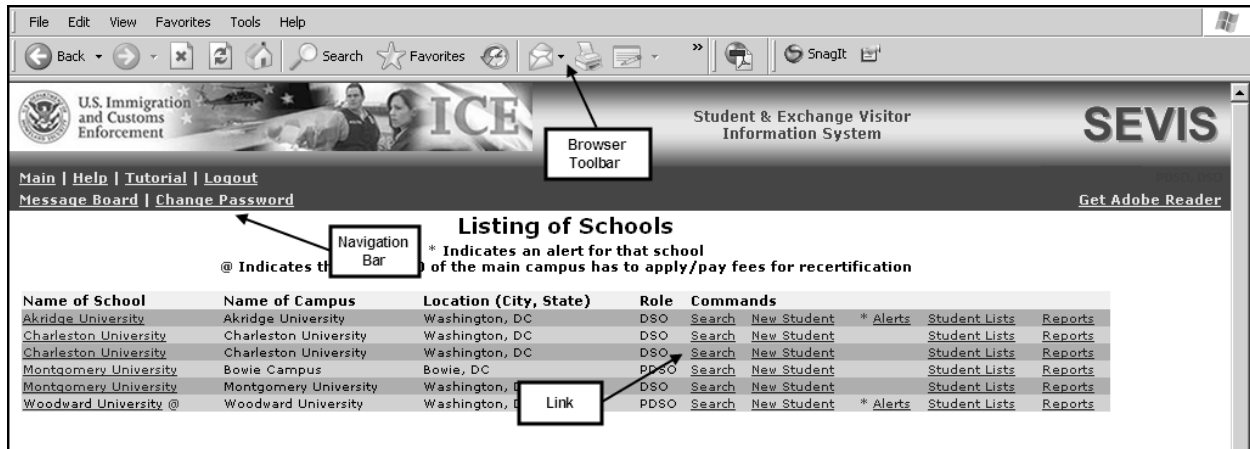 File Edit View Favorites Tools Help
Back Search Favorites » SnagIt
U.S. Immigration
and Customs
Enforcement
ICE
Student & Exchange Visitor
Information System
SEVIS
Browser
Toolbar
Main | Help | Tutorial | Logout
Message Board | Change Password
Get Adobe Reader
Navigation
Bar
Listing of Schools
* Indicates an alert for that school
@ Indicates of the main campus has to apply/pay fees for recertification
Name of School Name of Campus Location (City, State) Role Commands
Akridge University Akridge University Washington, DC DSO Search New Student * Alerts Student Lists Reports
Charleston University Charleston University Washington, DC DSO Search New Student Student Lists Reports
Charleston University Charleston University Washington, DC DSO Search New Student Student Lists Reports
Montgomery University Bowie Campus Bowie, DC PDSO Search New Student Student Lists Reports
Montgomery University Montgomery University Washington, DSO Search New Student Student Lists Reports
Woodward University @ Woodward University Washington, PDSO Search New Student * Alerts Student Lists Reports
Link